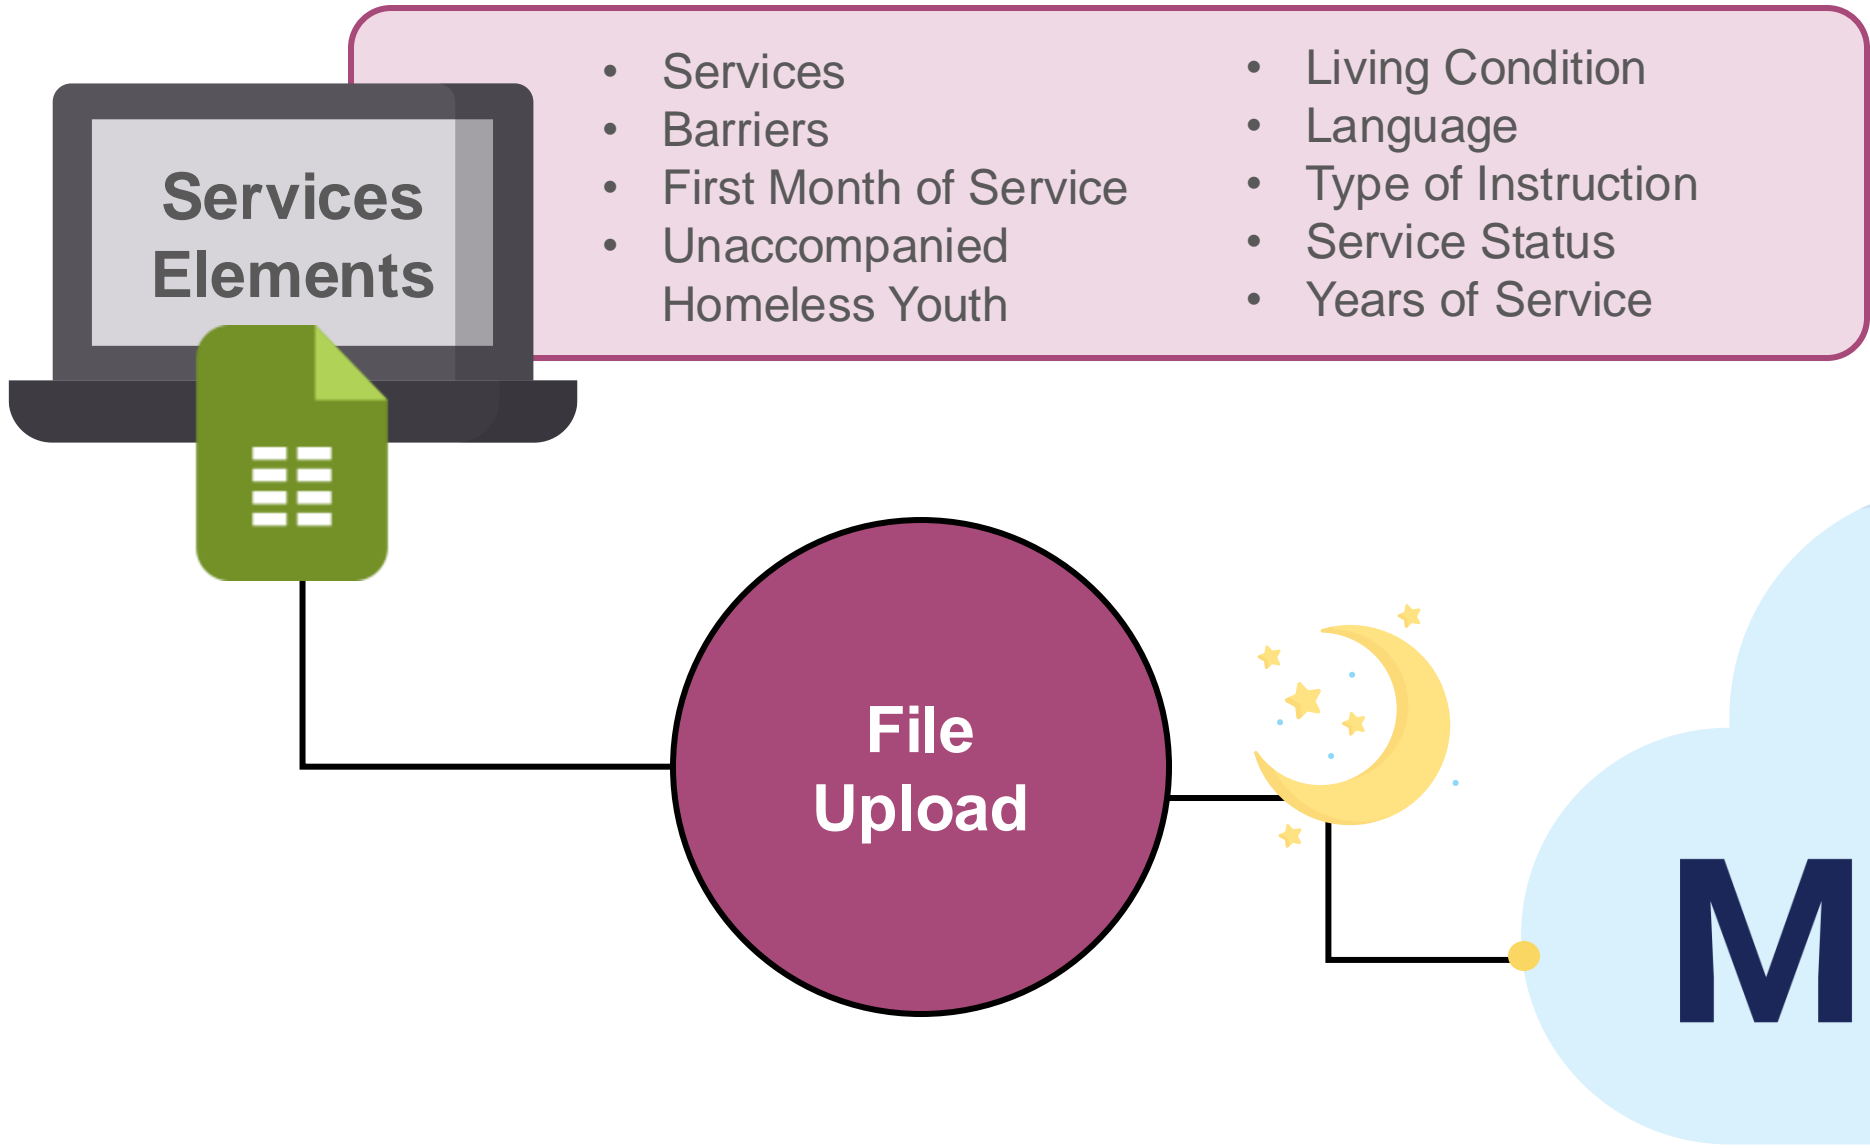 Services
Elements
• Services
• Barriers
• First Month of Service
• Unaccompanied
Homeless Youth
• Living Condition
• Language
• Type of Instruction
• Service Status
• Years of Service
File
Upload
M